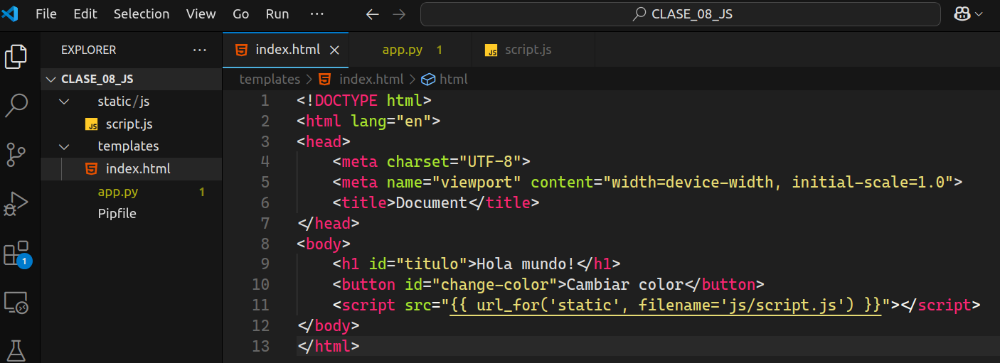 File Edit Selection View Go Run ··· ← → CLASE_08_JS
EXPLORER ···
CLASE_08_JS
static/js
JS script.js
templates
index.html
app.py 1
Pipfile
1
index.html × app.py 1 JS script.js
templates > index.html > html
1 <!DOCTYPE html>
2 <html lang="en">
3 <head>
4 <meta charset="UTF-8">
5 <meta name="viewport" content="width=device-width, initial-scale=1.0">
6 <title>Document</title>
7 </head>
8 <body>
9 <h1 id="titulo">Hola mundo!</h1>
10 <button id="change-color">Cambiar color</button>
11 <script src="{{ url_for('static', filename='js/script.js') }}"></script>
12 </body>
13 </html>